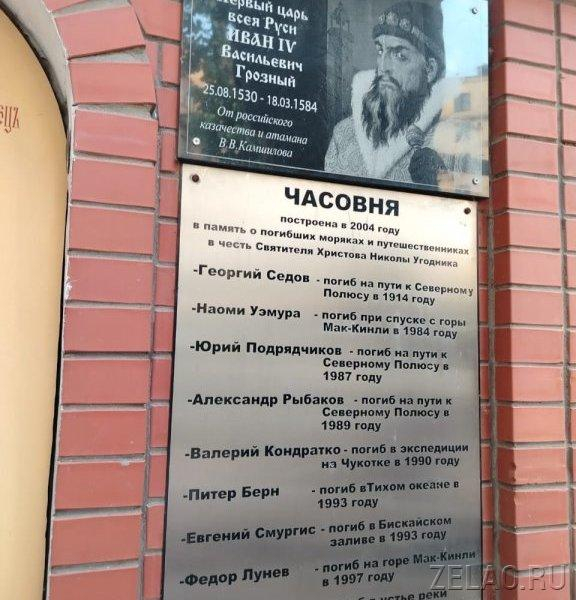 Первый царь
всея Руси
ИВАН IV
Васильевич
Грозный
25.08.1530 - 18.03.1584
От российского
казачества и атамана
В.В.Камшилова
ЧАСОВНЯ
построена в 2004 году
в память о погибших моряках и путешественниках
в честь Святителя Христова Николы Угодника
-Георгий Седов - погиб на пути к Северному
Полюсу в 1914 году
-Наоми Уэмура - погиб при спуске с горы
Мак-Кинли в 1984 году
-Юрий Подрядчиков - погиб на пути к
Северному Полюсу в
1987 году
-Александр Рыбаков - погиб на пути к
Северному Полюсу в
1989 году
-Валерий Кондратко - погиб в экспедиции
на Чукотке в 1990 году
-Питер Берн - погиб вТихом океане в
1993 году
-Евгений Смургис - погиб в Бискайском
заливе в 1993 году
-Федор Лунев - погиб на горе Мак-Кинли
в 1997 году
устье реки
ZELAO.RU